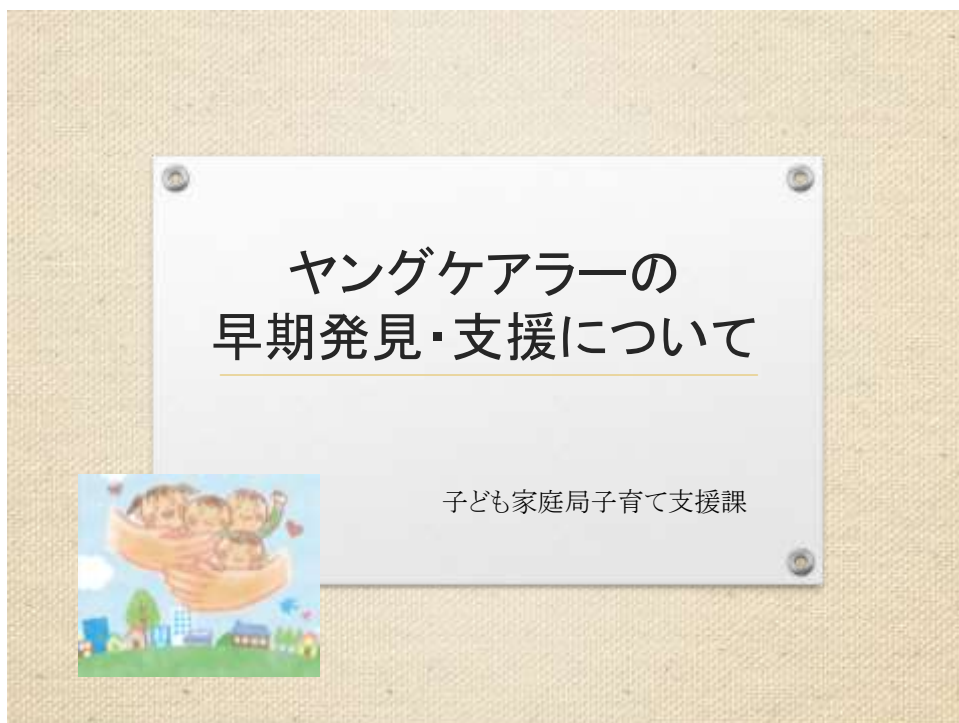 ヤングケアラーの
早期発見・支援について
子ども家庭局子育て支援課